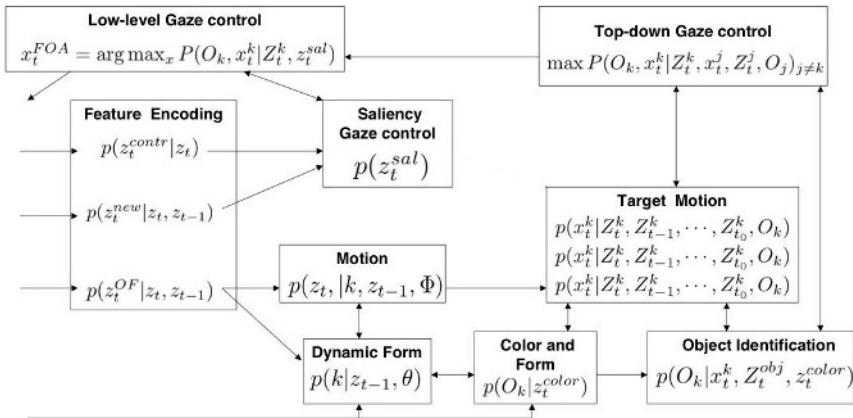 Low-level Gaze control
x_t^{FOA} = arg max_x P(O_k, x_t^k|Z_t^k, z_t^{sal})
Top-down Gaze control
max P(O_k, x_t^k|Z_t^k, x_t^j, Z_t^j, O_j)_{j≠k}
Feature Encoding
p(z_t^{contr}|z_t)
p(z_t^{new}|z_t, z_{t-1})
p(z_t^{OF}|z_t, z_{t-1})
Saliency
Gaze control
p(z_t^{sal})
Target Motion
p(x_t^k|Z_t^k, Z_{t-1}^k, ···, Z_{t_0}^k, O_k)
p(x_t^k|Z_t^k, Z_{t-1}^k, ···, Z_{t_0}^k, O_k)
p(x_t^k|Z_t^k, Z_{t-1}^k, ···, Z_{t_0}^k, O_k)
Motion
p(z_t, |k, z_{t-1}, Φ)
Dynamic Form
p(k|z_{t-1}, θ)
Color and
Form
p(O_k|z_t^{color})
Object Identification
p(O_k|x_t^k, Z_t^{obj}, z_t^{color})